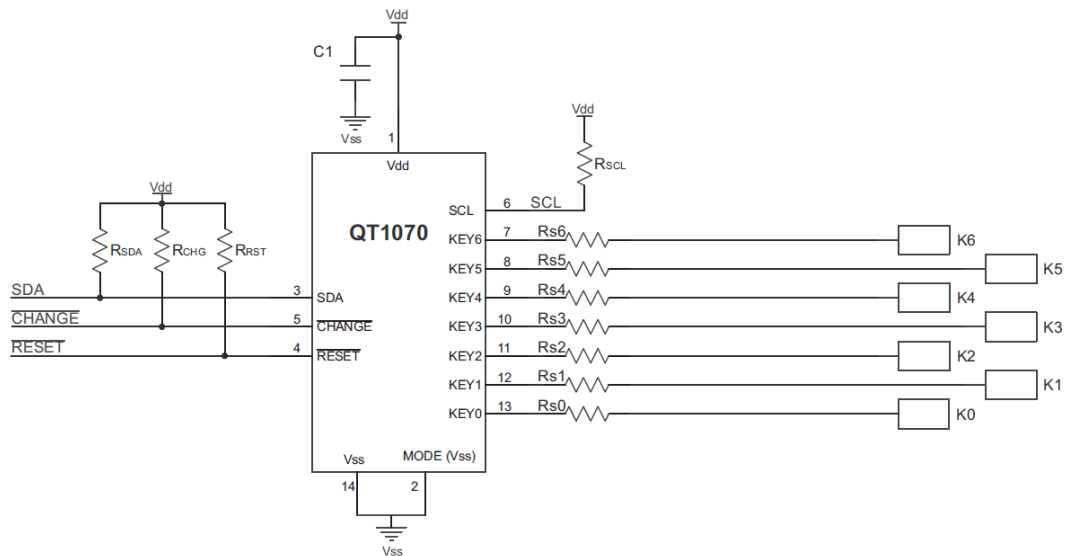 Vdd
C1
Vss
1
Vdd
Vdd
RSCL
Vdd
RSDA
RCHG
RRST
QT1070
SCL 6 SCL
KEY6 7 Rs6 K6
KEY5 8 Rs5 K5
KEY4 9 Rs4 K4
KEY3 10 Rs3 K3
KEY2 11 Rs2 K2
KEY1 12 Rs1 K1
KEY0 13 Rs0 K0
SDA 3 SDA
CHANGE 5 CHANGE
RESET 4 RESET
Vss MODE (Vss)
14 2
Vss